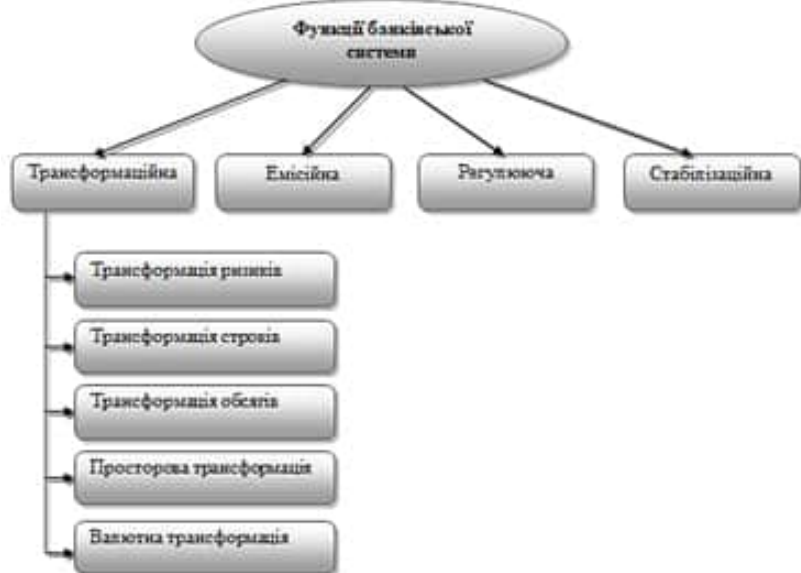 Функції банківської
системи
Трансформаційна
Емісійна
Регулююча
Стабілізаційна
Трансформація ризиків
Трансформація строків
Трансформація обсягів
Просторова трансформація
Валютна трансформація